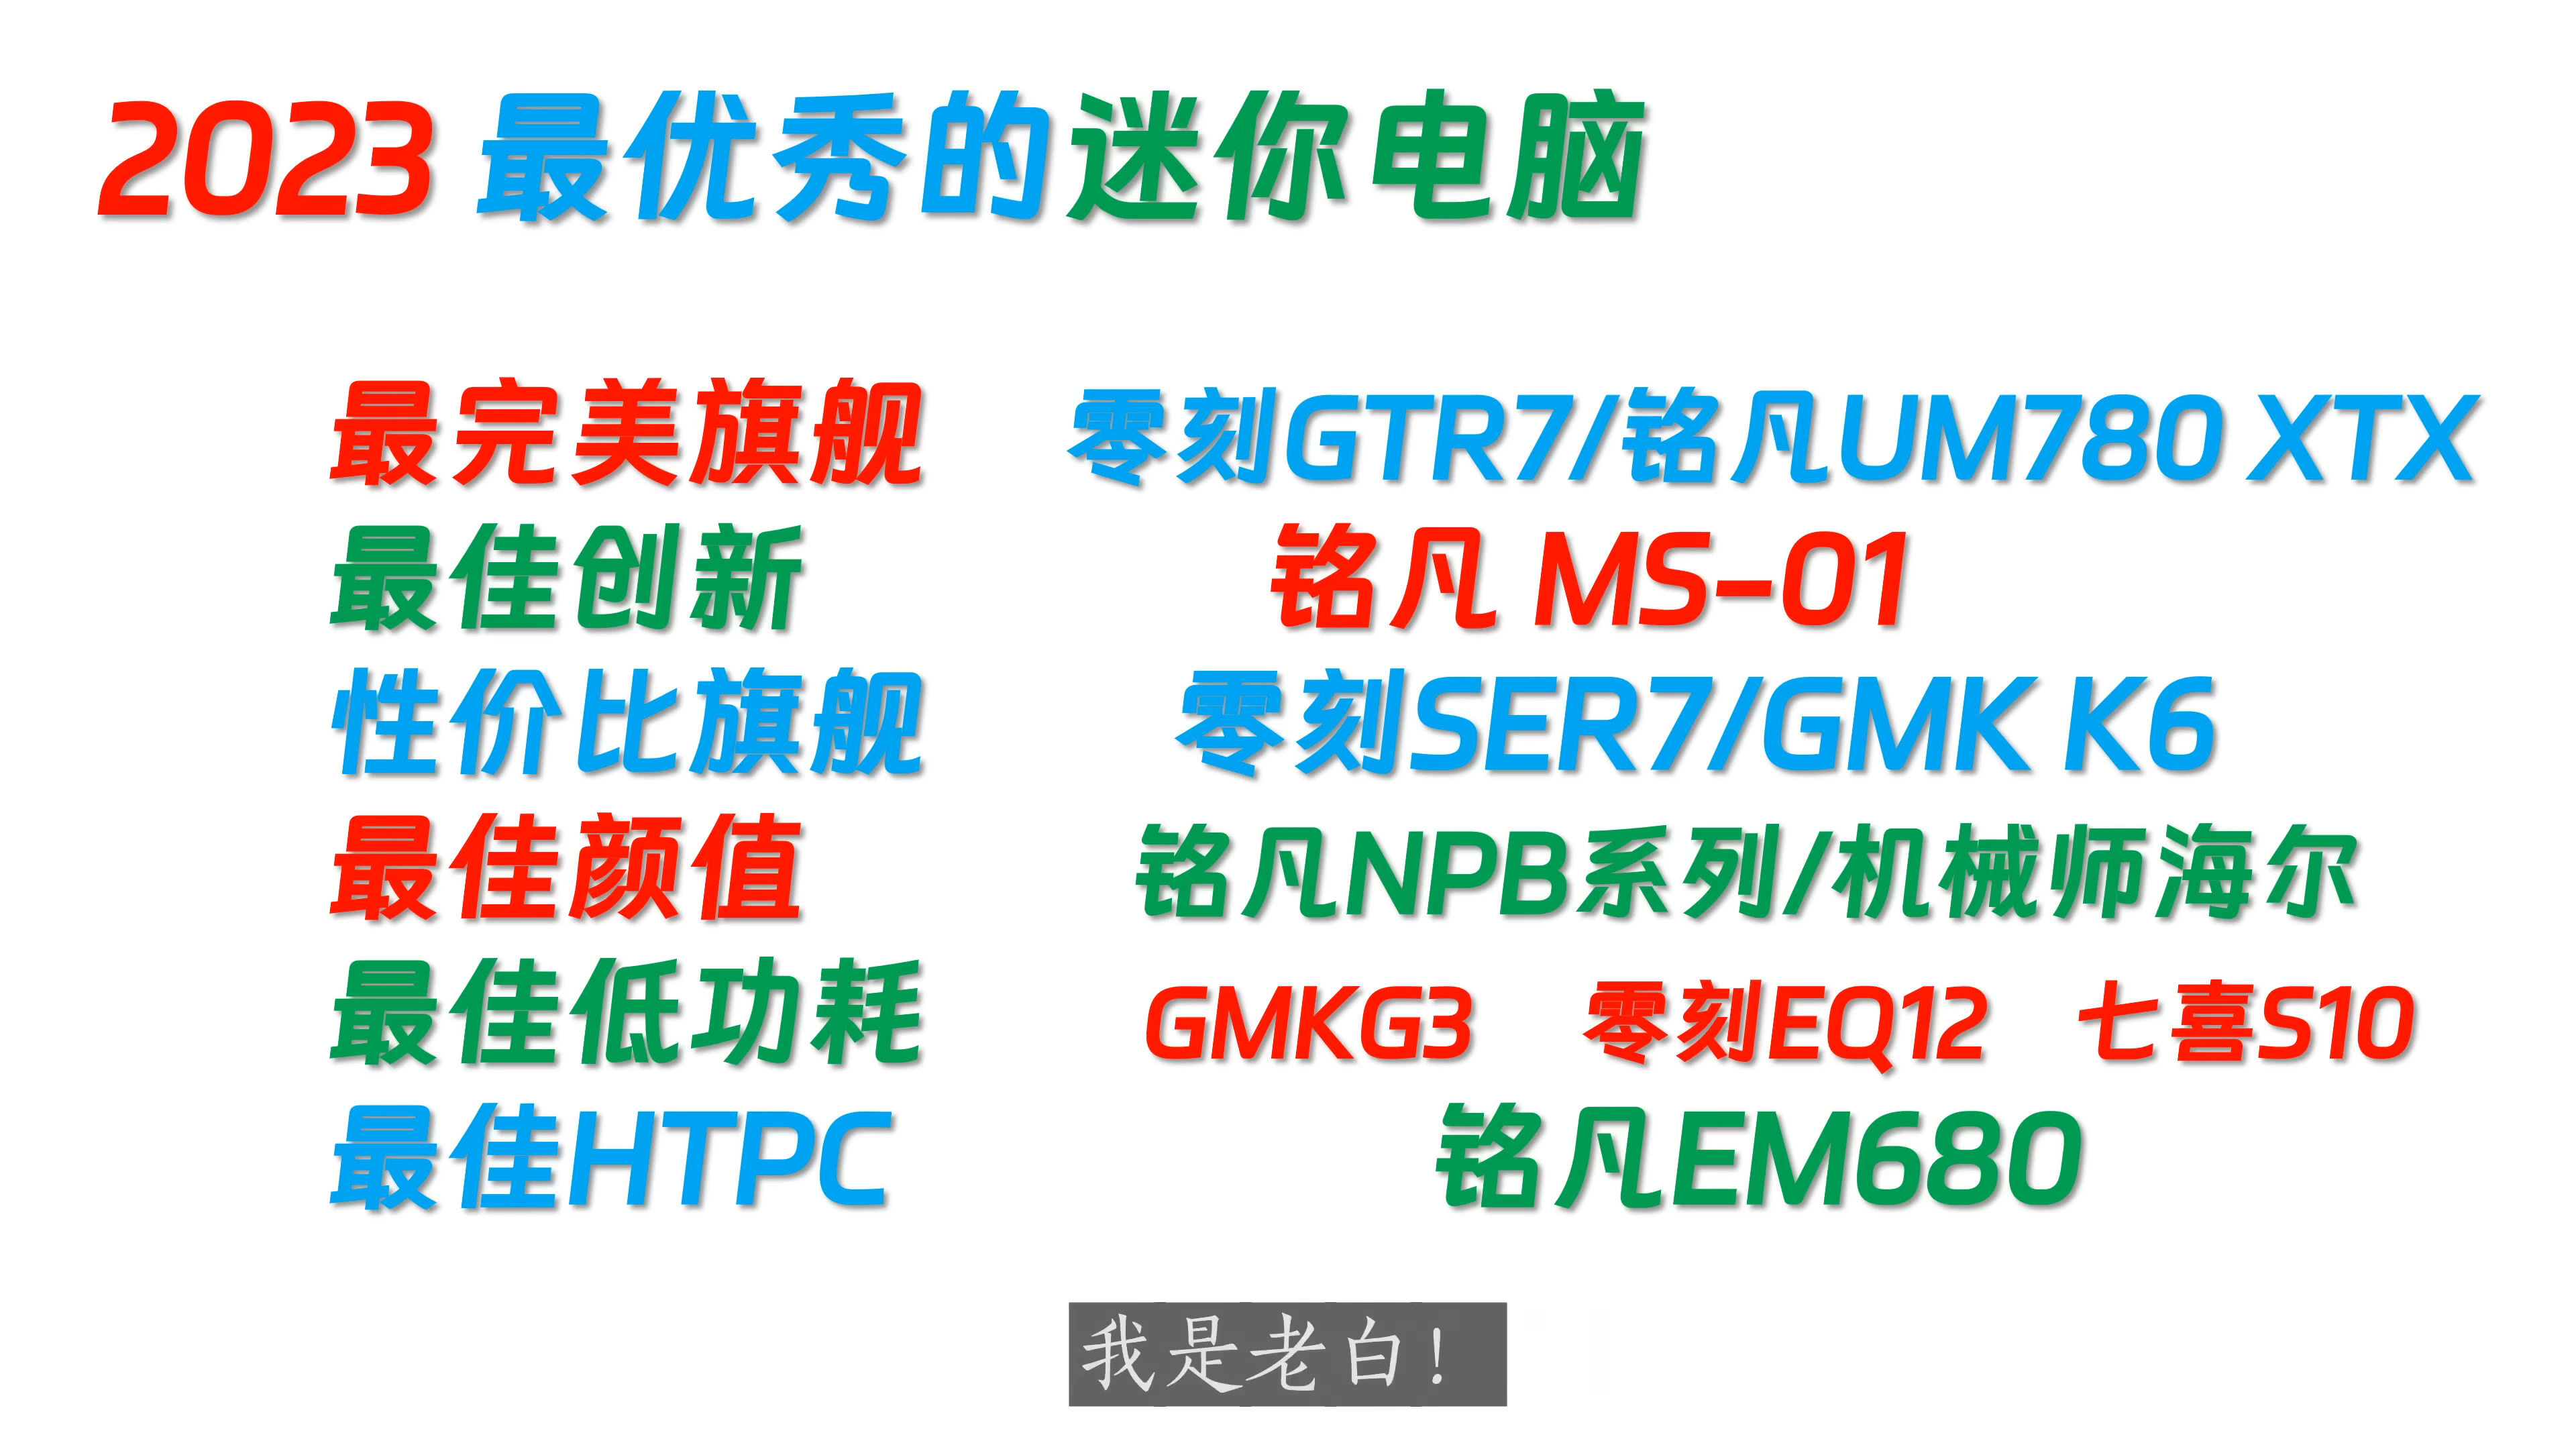 2023 最优秀的迷你电脑
最完美旗舰 零刻GTR7/铭凡UM780 XTX
最佳创新 铭凡 MS-01
性价比旗舰 零刻SER7/GMK K6
最佳颜值 铭凡NPB系列/机械师海尔
最佳低功耗 GMKG3 零刻EQ12 七喜S10
最佳HTPC 铭凡EM680
我是老白！